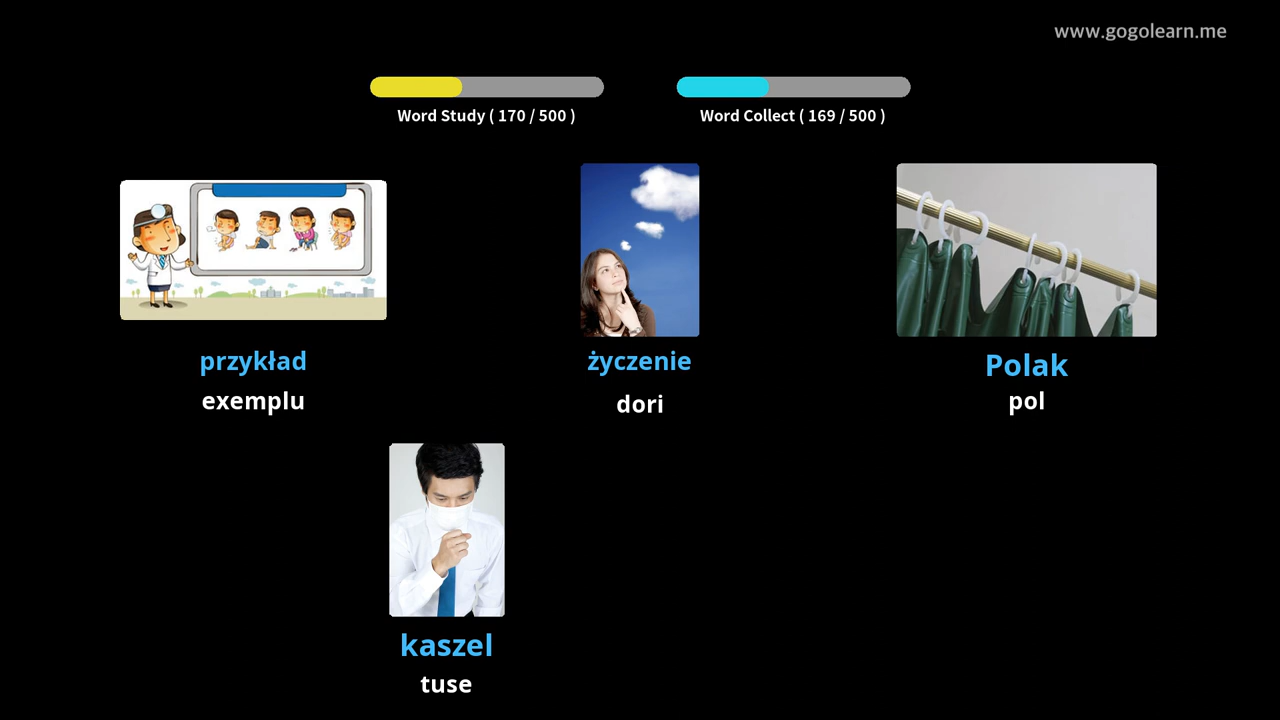 www.gogolearn.me
Word Study ( 170 / 500 )
Word Collect ( 169 / 500 )
przykład
exemplu
życzenie
dori
Polak
pol
kaszel
tuse